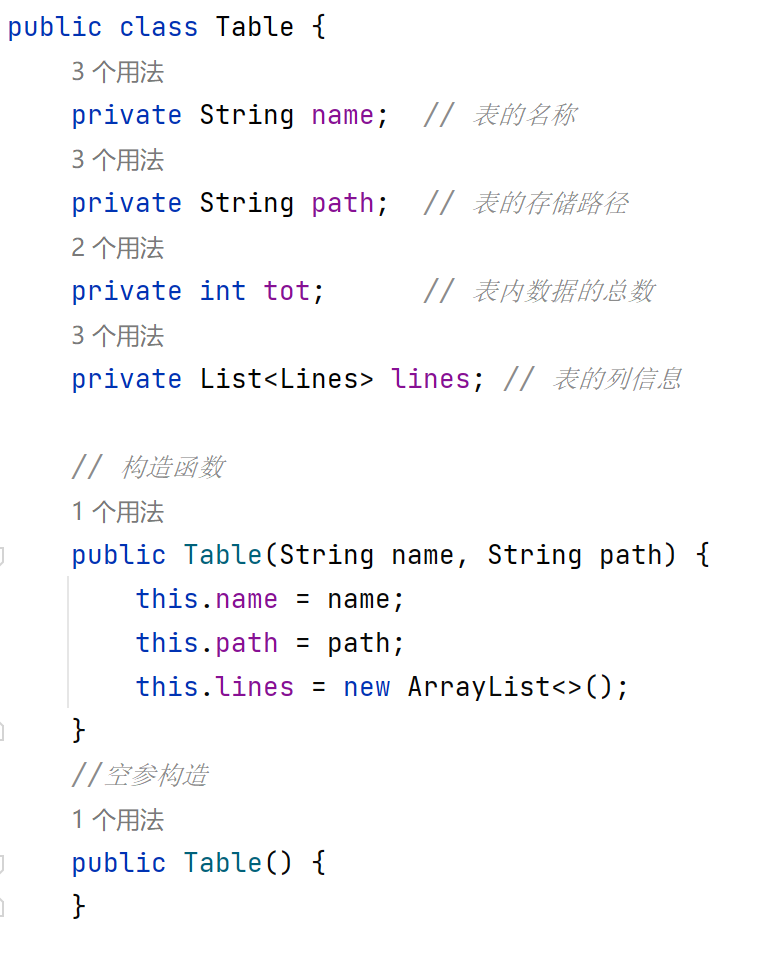 public class Table {
3 个用法
private String name;  // 表的名称
3 个用法
private String path;  // 表的存储路径
2 个用法
private int tot;      // 表内数据的总数
3 个用法
private List<Lines> lines; // 表的列信息
// 构造函数
1 个用法
public Table(String name, String path) {
this.name = name;
this.path = path;
this.lines = new ArrayList<>();
}
//空参构造
1 个用法
public Table() {
}